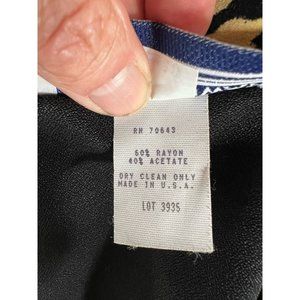 RN 70643
60% RAYON
40% ACETATE
DRY CLEAN ONLY
MADE IN U.S.A.
LOT 3935